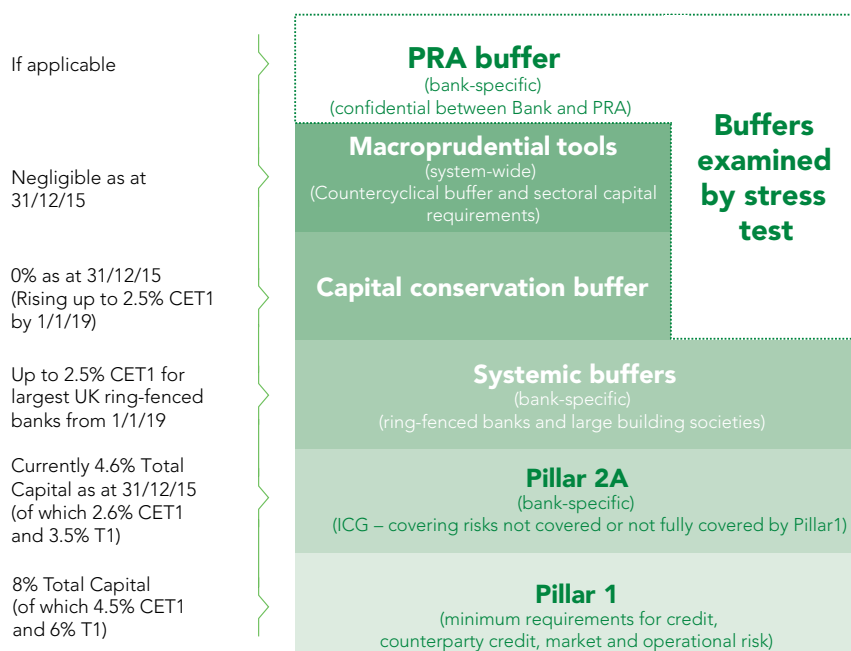 If applicable
PRA buffer
(bank-specific)
(confidential between Bank and PRA)
Buffers
examined
by stress
test
Negligible as at
31/12/15
Macroprudential tools
(system-wide)
(Countercyclical buffer and sectoral capital
requirements)
0% as at 31/12/15
(Rising up to 2.5% CET1
by 1/1/19)
Capital conservation buffer
Up to 2.5% CET1 for
largest UK ring-fenced
banks from 1/1/19
Systemic buffers
(bank-specific)
(ring-fenced banks and large building societies)
Currently 4.6% Total
Capital as at 31/12/15
(of which 2.6% CET1
and 3.5% T1)
Pillar 2A
(bank-specific)
(ICG – covering risks not covered or not fully covered by Pillar1)
8% Total Capital
(of which 4.5% CET1
and 6% T1)
Pillar 1
(minimum requirements for credit,
counterparty credit, market and operational risk)